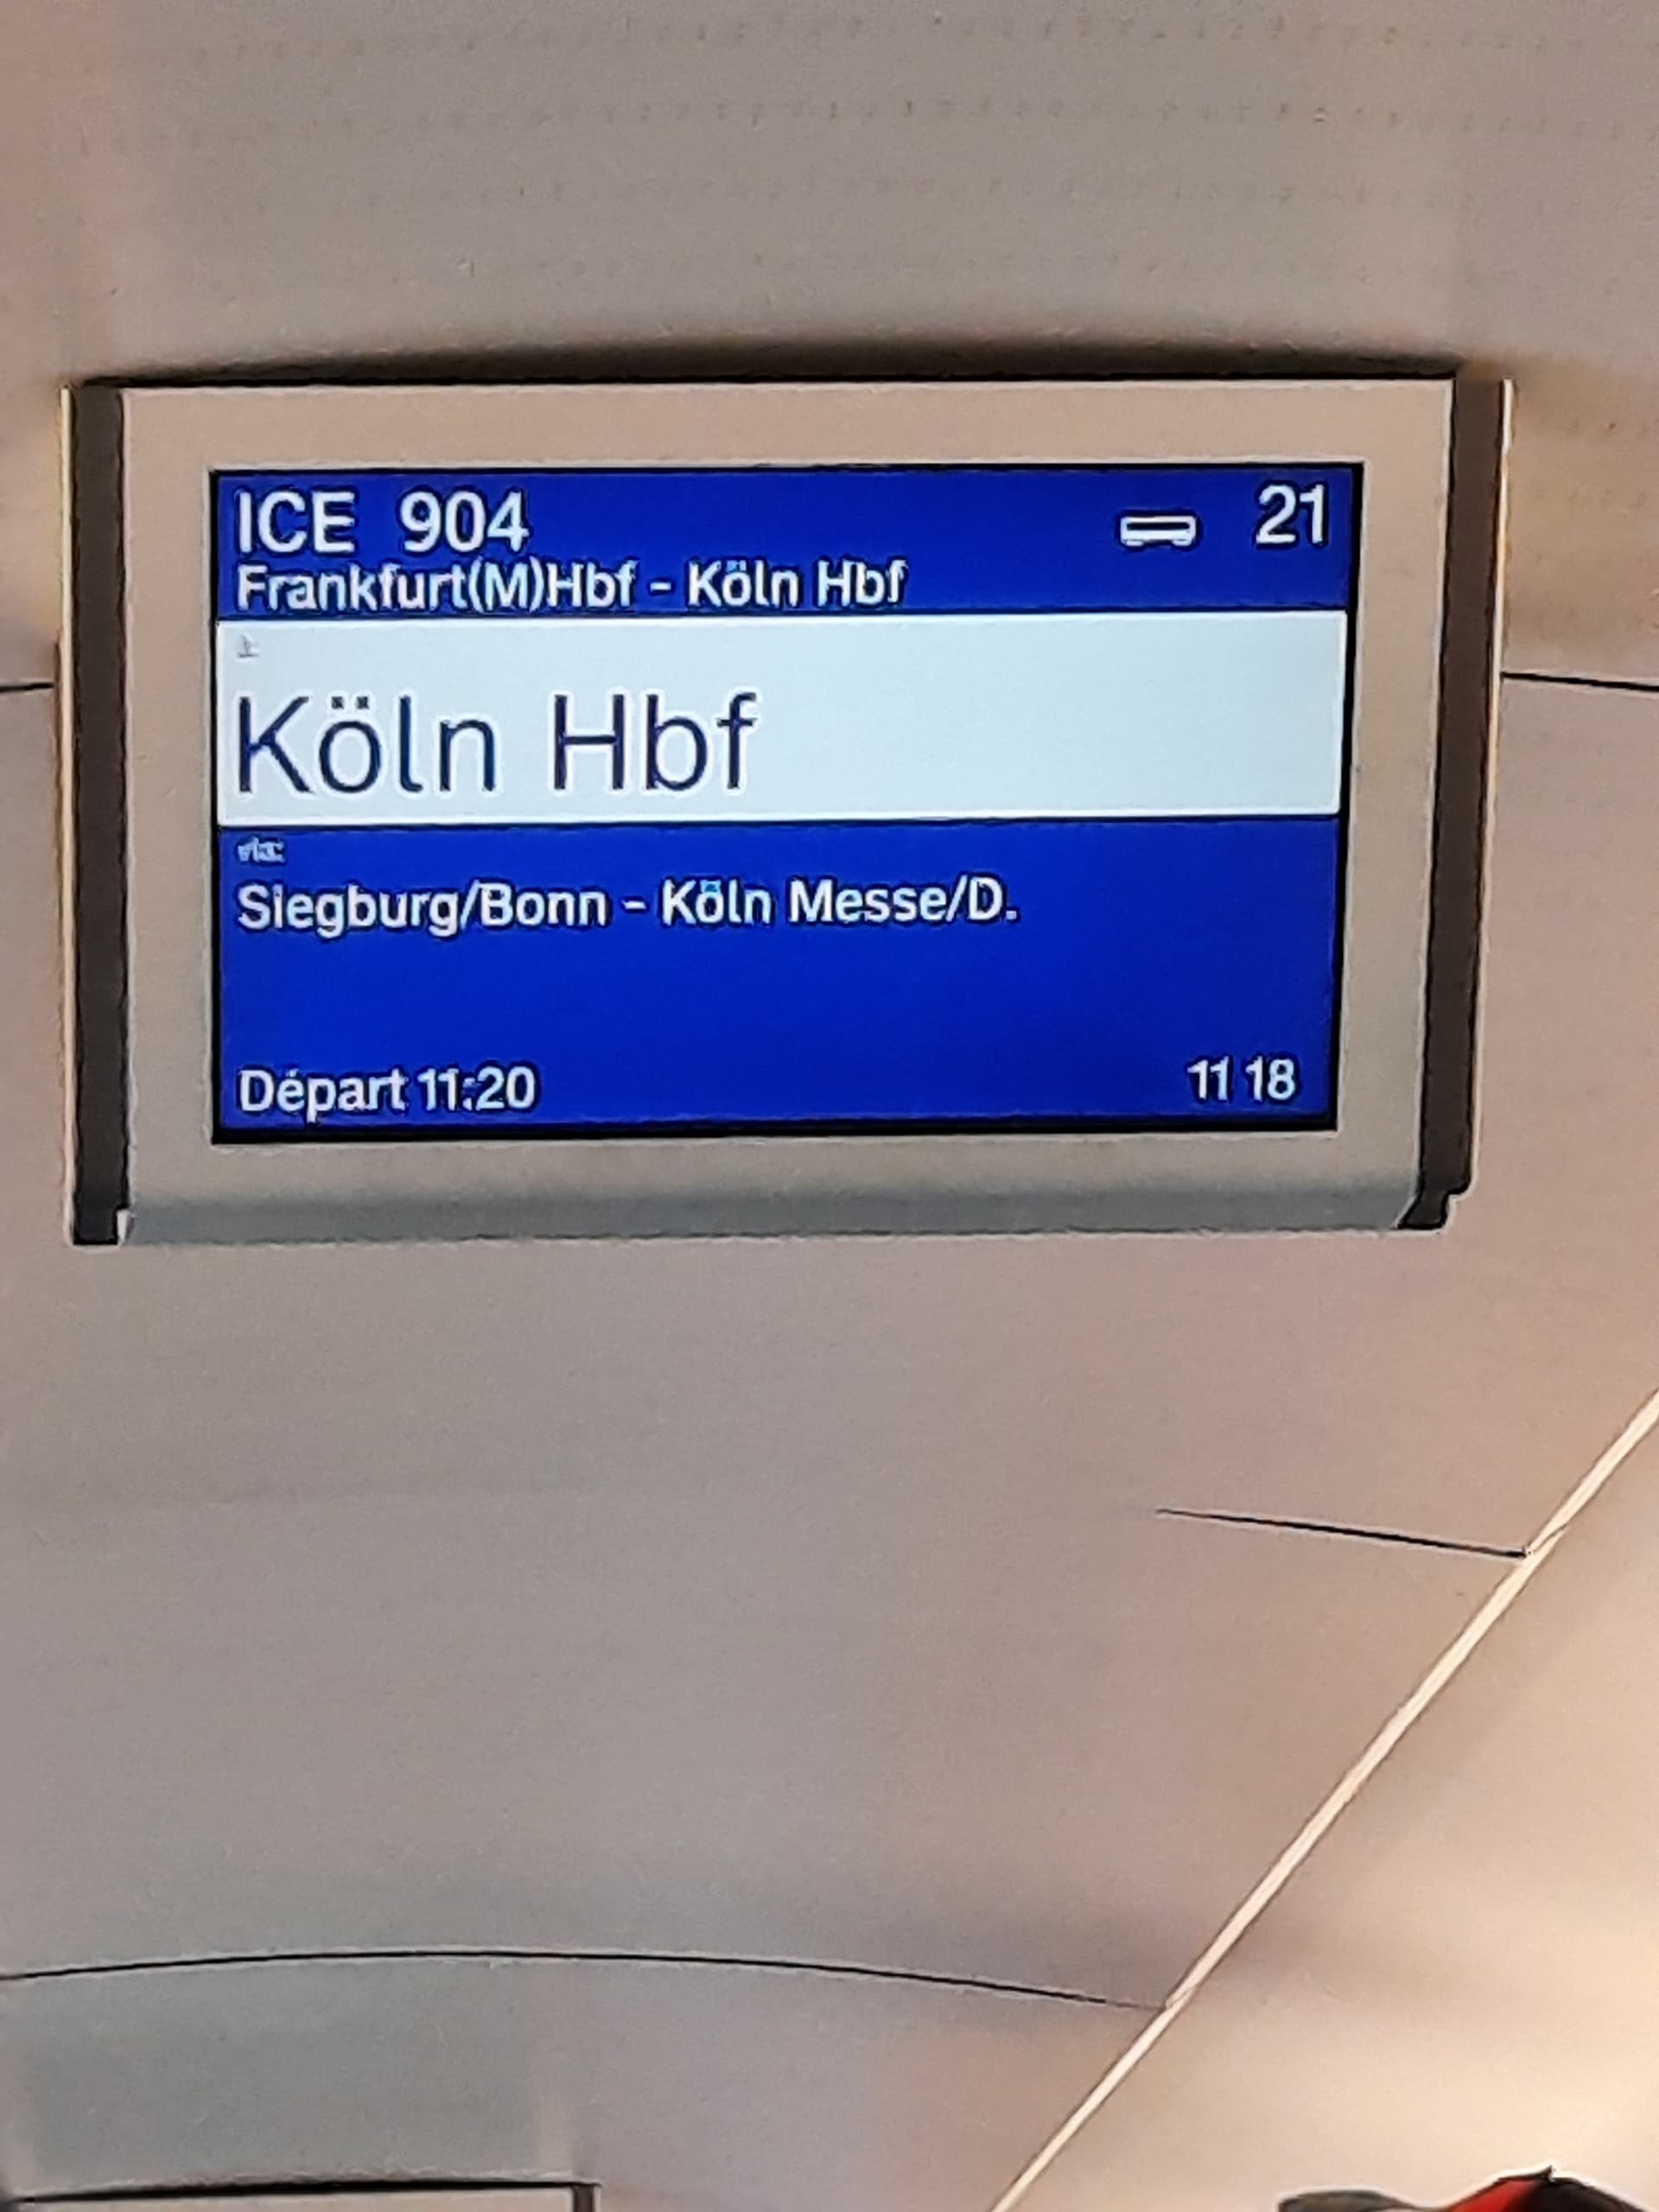 ICE 904 21
Frankfurt(M)Hbf - Köln Hbf
Köln Hbf
via:
Siegburg/Bonn - Köln Messe/D.
Départ 11:20 11 18